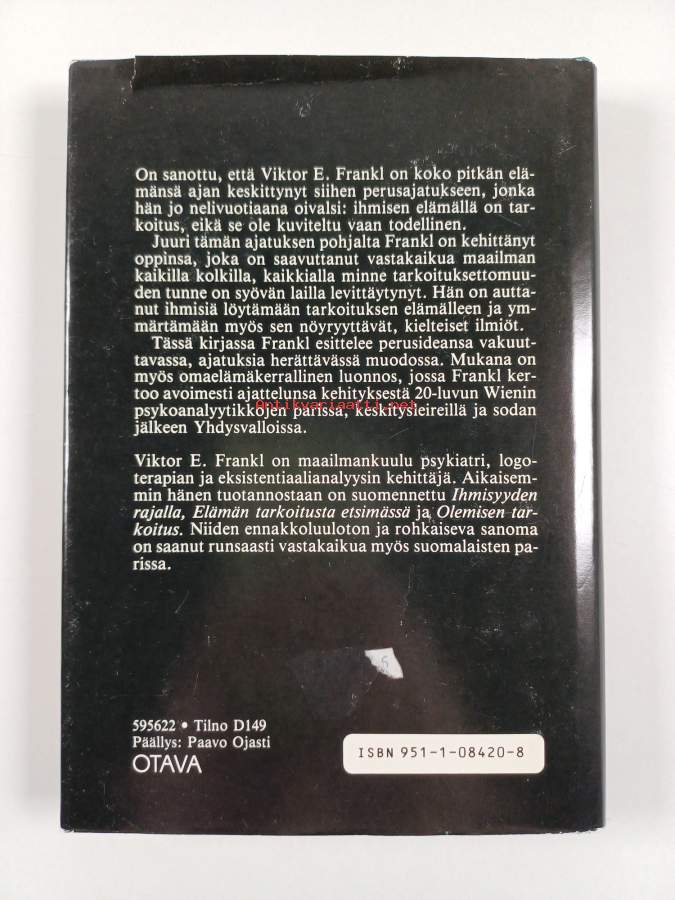 On sanottu, että Viktor E. Frankl on koko pitkän elä-
mänsä ajan keskittynyt siihen perusajatukseen, jonka
hän jo nelivuotiaana oivalsi: ihmisen elämällä on tar-
koitus, eikä se ole kuviteltu vaan todellinen.
Juuri tämän ajatuksen pohjalta Frankl on kehittänyt
oppinsa, joka on saavuttanut vastakaikua maailman
kaikilla kolkilla, kaikkialla minne tarkoituksettomuu-
den tunne on syövän lailla levittäytynyt. Hän on autta-
nut ihmisiä löytämään tarkoituksen elämälleen ja ym-
märtämään myös sen nöyryyttävät, kielteiset ilmiöt.
Tässä kirjassa Frankl esittelee perusideansa vakuut-
tavassa, ajatuksia herättävässä muodossa. Mukana on
myös omaelämäkerrallinen luonnos, jossa Frankl ker-
too avoimesti ajattelunsa kehityksestä 20-luvun Wienin
psykoanalyytikkojen parissa, keskitysleireillä ja sodan
jälkeen Yhdysvalloissa.
Antikvariaatti.net
Viktor E. Frankl on maailmankuulu psykiatri, logo-
terapian ja eksistentiaalianalyysin kehittäjä. Aikaisem-
min hänen tuotannostaan on suomennettu Ihmisyyden
rajalla, Elämän tarkoitusta etsimässä ja Olemisen tar-
koitus. Niiden ennakkoluuloton ja rohkaiseva sanoma
on saanut runsaasti vastakaikua myös suomalaisten pa-
rissa.
595622 • Tilno D149
Päällys: Paavo Ojasti
OTAVA
ISBN 951-1-08420-8